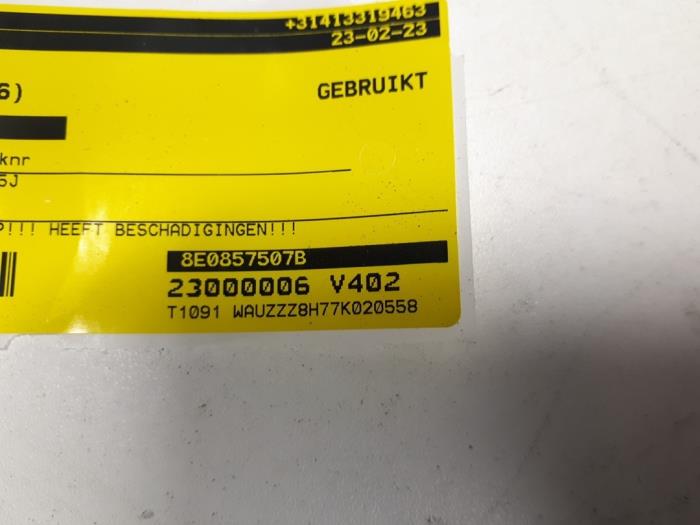 +31413319463
23-02-23
6)
GEBRUIKT
knr
5J
P!!! HEEFT BESCHADIGINGEN!!!
8E0857507B
23000006 V402
T1091 WAUZZZ8H77K020558